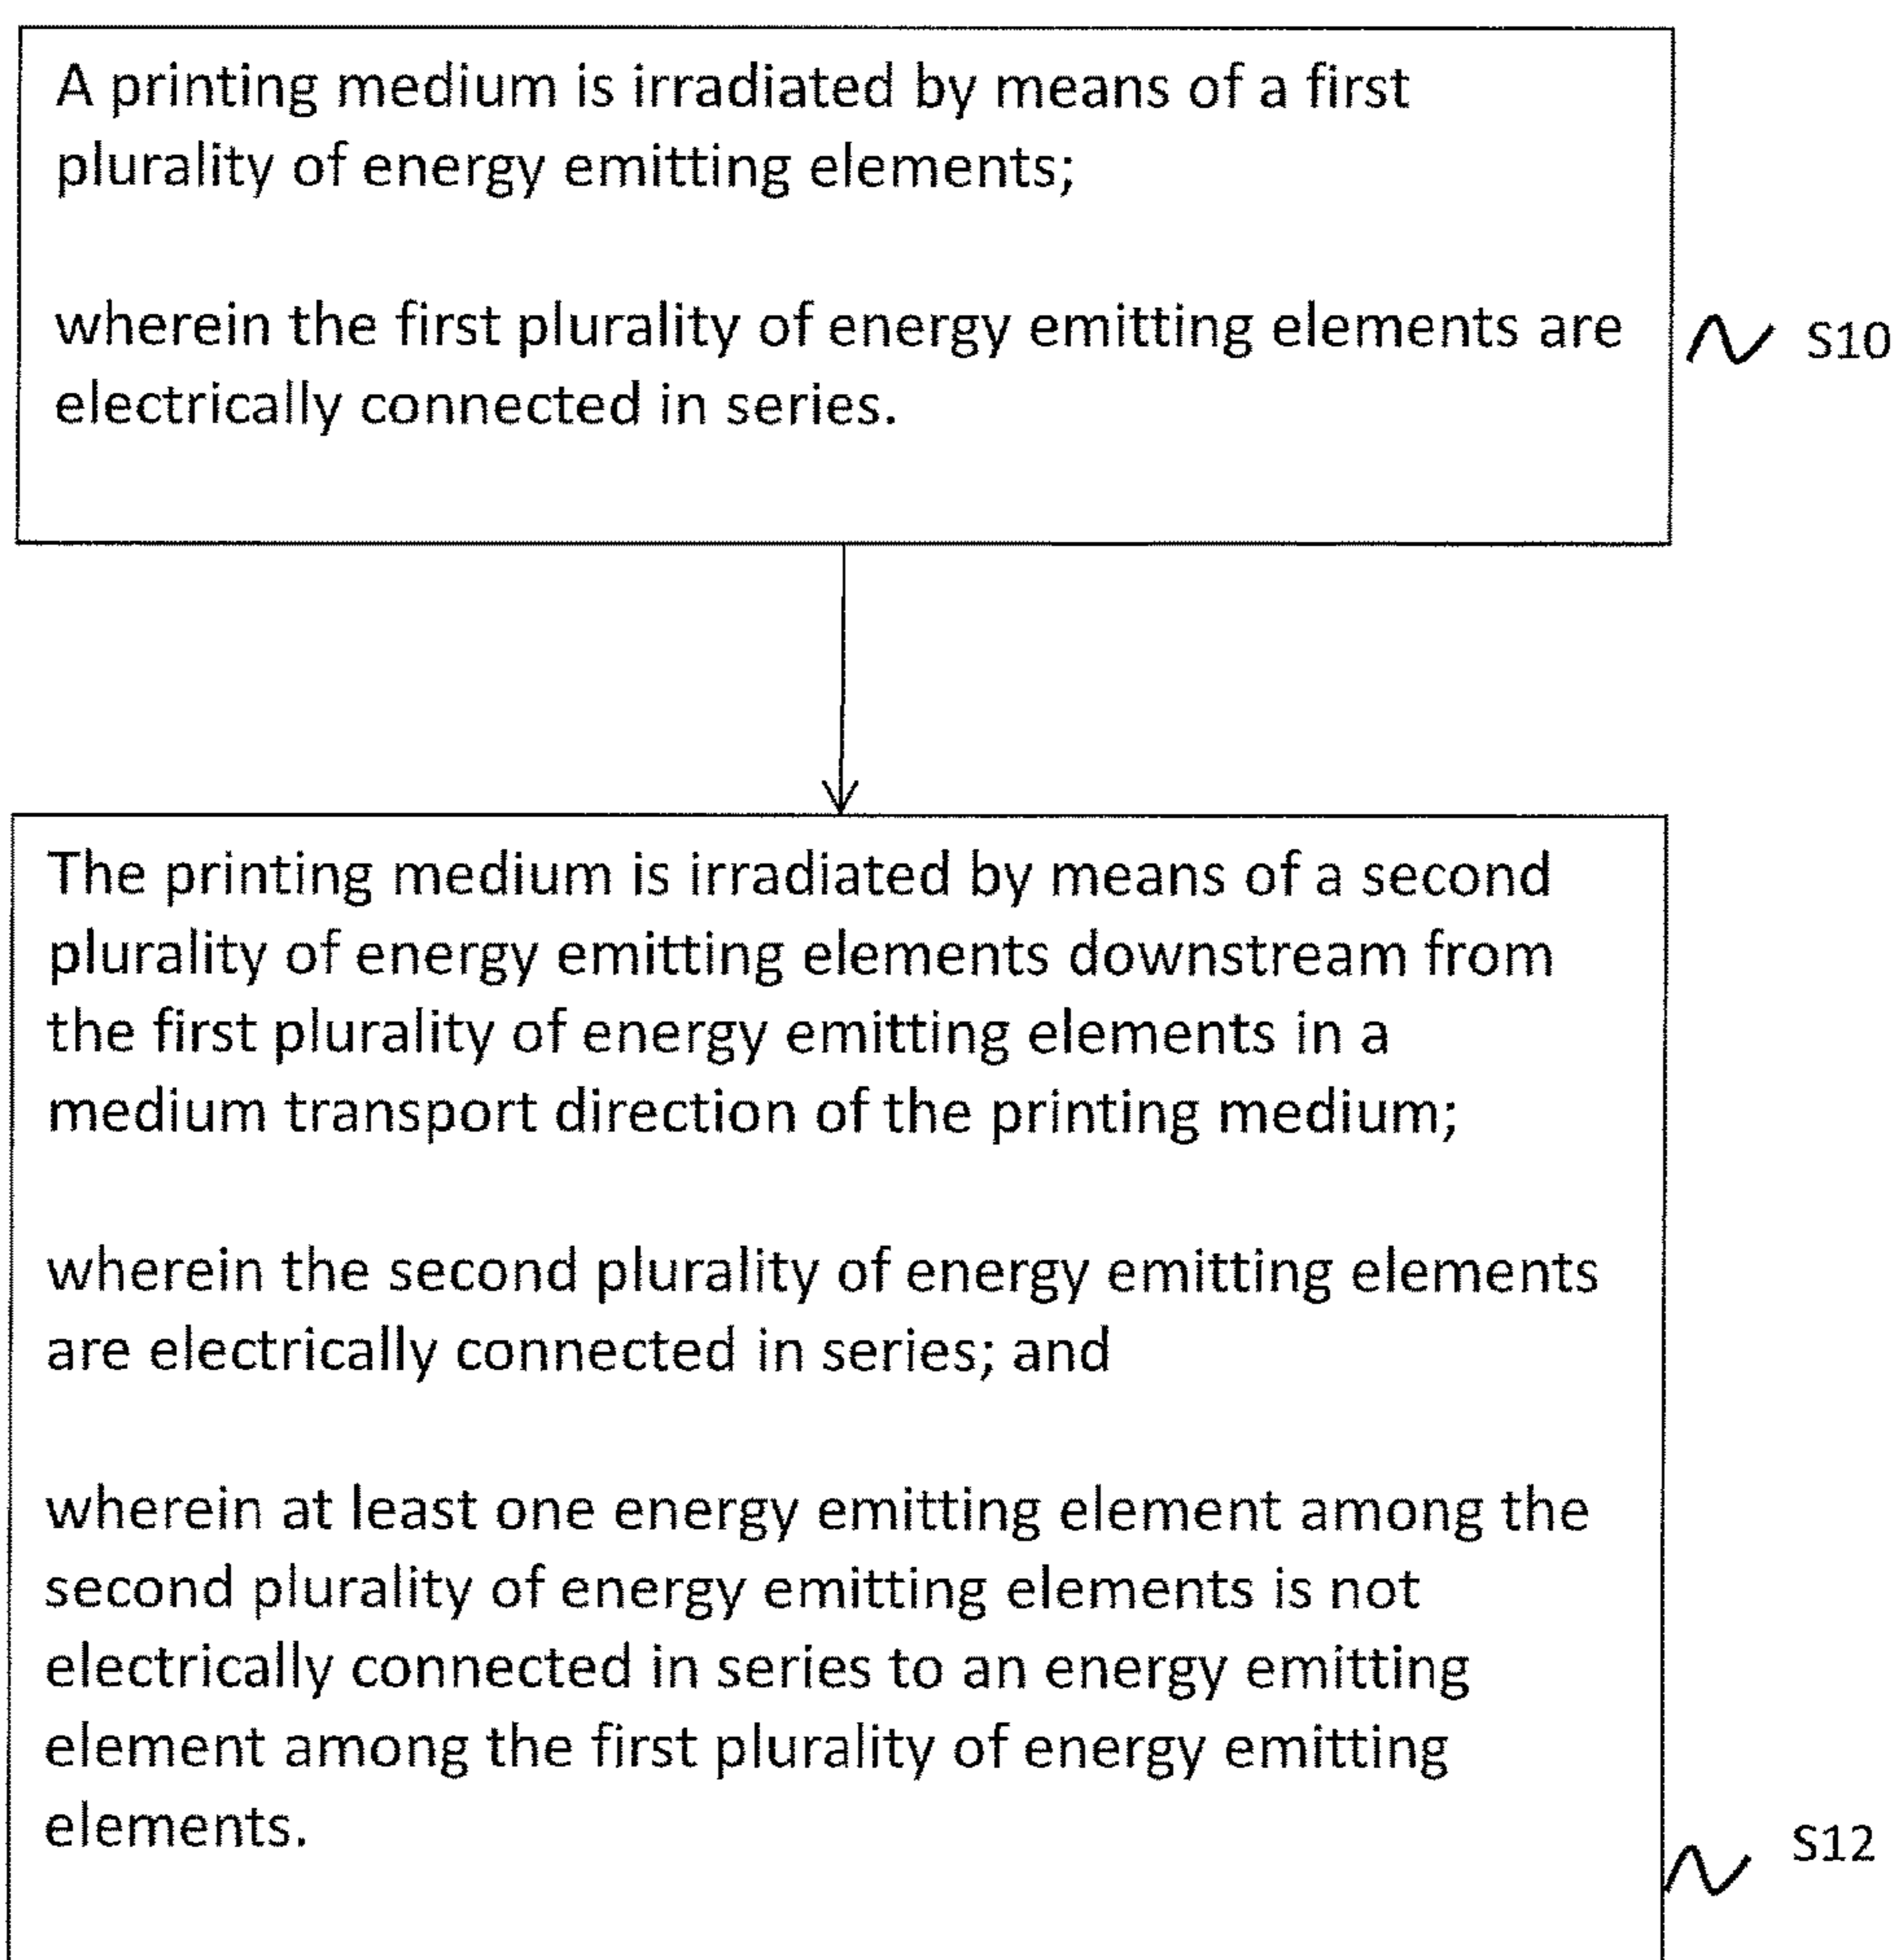 A printing medium is irradiated by means of a first
plurality of energy emitting elements;
wherein the first plurality of energy emitting elements are
electrically connected in series.
S10
The printing medium is irradiated by means of a second
plurality of energy emitting elements downstream from
the first plurality of energy emitting elements in a
medium transport direction of the printing medium;
wherein the second plurality of energy emitting elements
are electrically connected in series; and
wherein at least one energy emitting element among the
second plurality of energy emitting elements is not
electrically connected in series to an energy emitting
element among the first plurality of energy emitting
elements.
S12